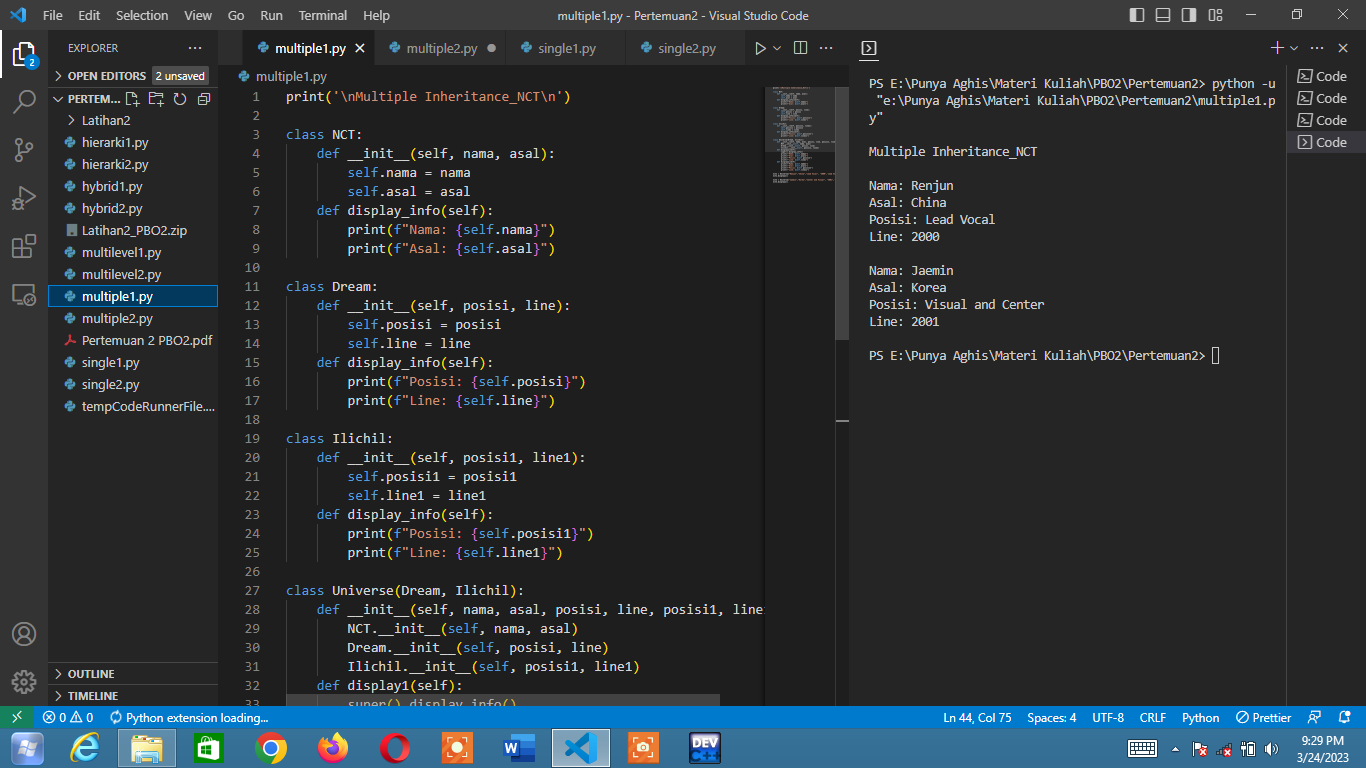 File Edit Selection View Go Run Terminal Help
multiple1.py - Pertemuan2 - Visual Studio Code
2
EXPLORER
OPEN EDITORS 2 unsaved
PERTEM...
Latihan2
hierarki1.py
hierarki2.py
hybrid1.py
hybrid2.py
Latihan2_PBO2.zip
multilevel1.py
multilevel2.py
multiple1.py
multiple2.py
Pertemuan 2 PBO2.pdf
single1.py
single2.py
tempCodeRunnerFile....
OUTLINE
TIMELINE
multiple1.py multiple2.py single1.py single2.py
multiple1.py
1 print('\nMultiple Inheritance_NCT\n')
2
3 class NCT:
4     def __init__(self, nama, asal):
5         self.nama = nama
6         self.asal = asal
7     def display_info(self):
8         print(f"Nama: {self.nama}")
9         print(f"Asal: {self.asal}")
10
11 class Dream:
12     def __init__(self, posisi, line):
13         self.posisi = posisi
14         self.line = line
15     def display_info(self):
16         print(f"Posisi: {self.posisi}")
17         print(f"Line: {self.line}")
18
19 class Ilichil:
20     def __init__(self, posisi1, line1):
21         self.posisi1 = posisi1
22         self.line1 = line1
23     def display_info(self):
24         print(f"Posisi: {self.posisi1}")
25         print(f"Line: {self.line1}")
26
27 class Universe(Dream, Ilichil):
28     def __init__(self, nama, asal, posisi, line, posisi1, line
29         NCT.__init__(self, nama, asal)
30         Dream.__init__(self, posisi, line)
31         Ilichil.__init__(self, posisi1, line1)
32     def display1(self):
33         super().display_info()
PS E:\Punya Aghis\Materi Kuliah\PBO2\Pertemuan2> python -u
"e:\Punya Aghis\Materi Kuliah\PBO2\Pertemuan2\multiple1.p
y"
Multiple Inheritance_NCT
Nama: Renjun
Asal: China
Posisi: Lead Vocal
Line: 2000
Nama: Jaemin
Asal: Korea
Posisi: Visual and Center
Line: 2001
PS E:\Punya Aghis\Materi Kuliah\PBO2\Pertemuan2>
Code
Code
Code
Code
0 0 Python extension loading...
Ln 44, Col 75 Spaces: 4 UTF-8 CRLF Python Prettier
W DEV C++
9:29 PM
3/24/2023